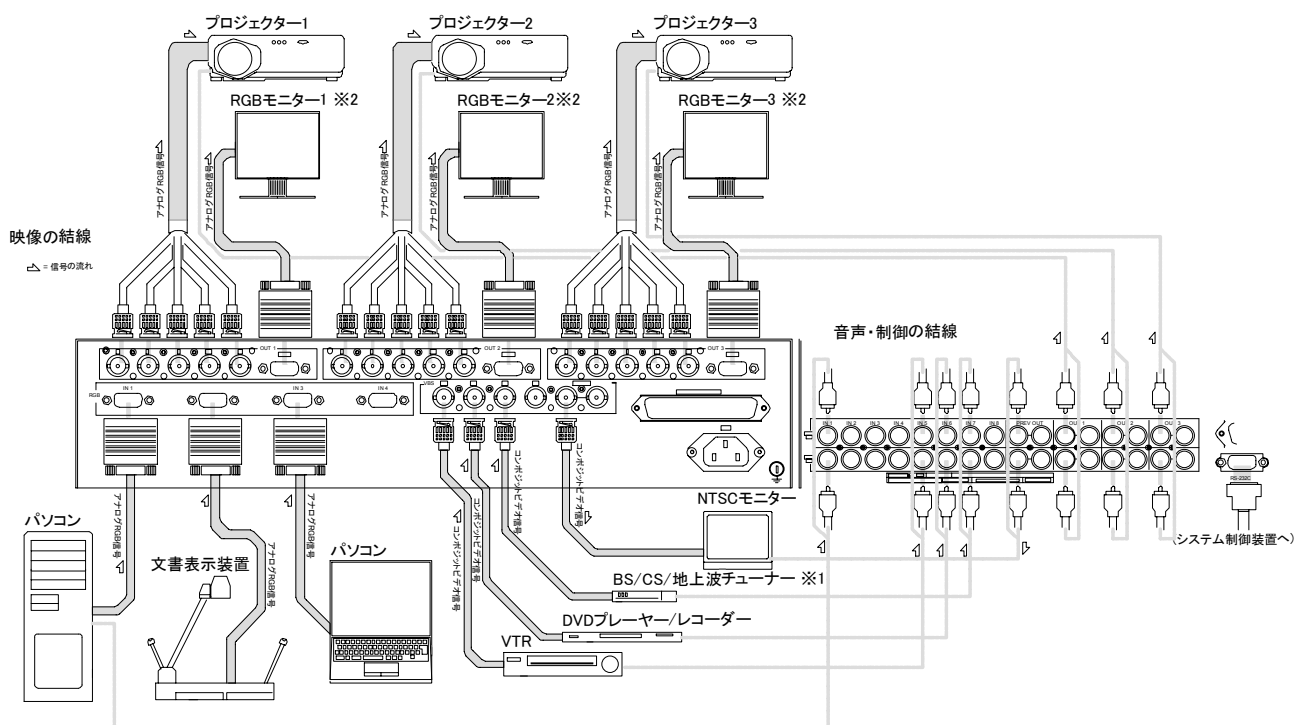 プロジェクター1
プロジェクター2
プロジェクター3
RGBモニター1 ※2
RGBモニター2※2
RGBモニター3 ※2
アナログRGB信号
アナログRGB信号
アナログRGB信号
アナログRGB信号
アナログRGB信号
アナログRGB信号
映像の結線
= 信号の流れ
音声・制御の結線
OUT 1
OUT 2
OUT 3
RGB
IN 1
IN 3
IN 4
VBS
IN 1
IN 2
IN 3
IN 4
IN 5
IN 6
IN 7
IN 8
PREV OUT
OU 1
OU 2
OU 3
RS-232C
(システム制御装置へ)
アナログRGB信号
アナログRGB信号
アナログRGB信号
コンポジットビデオ信号
コンポジットビデオ信号
コンポジットビデオ信号
コンポジットビデオ信号
NTSCモニター
パソコン
文書表示装置
パソコン
BS/CS/地上波チューナー ※1
DVDプレーヤー/レコーダー
VTR